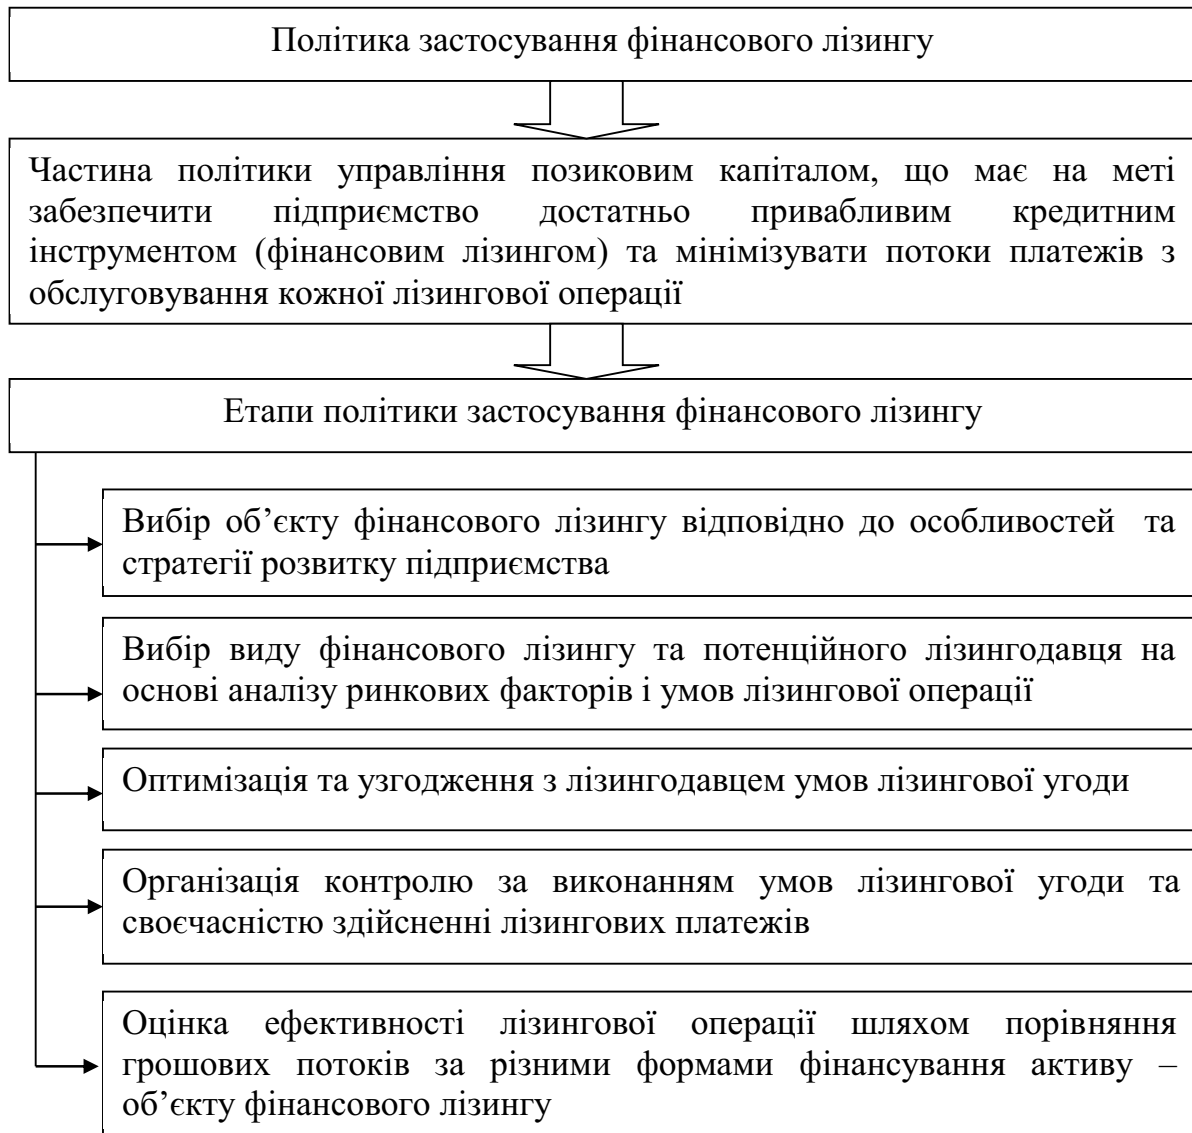 Політика застосування фінансового лізингу
Частина політики управління позиковим капіталом, що має на меті
забезпечити підприємство достатньо привабливим кредитним
інструментом (фінансовим лізингом) та мінімізувати потоки платежів з
обслуговування кожної лізингової операції
Етапи політики застосування фінансового лізингу
Вибір об’єкту фінансового лізингу відповідно до особливостей та
стратегії розвитку підприємства
Вибір виду фінансового лізингу та потенційного лізингодавця на
основі аналізу ринкових факторів і умов лізингової операції
Оптимізація та узгодження з лізингодавцем умов лізингової угоди
Організація контролю за виконанням умов лізингової угоди та
своєчасністю здійсненні лізингових платежів
Оцінка ефективності лізингової операції шляхом порівняння
грошових потоків за різними формами фінансування активу –
об’єкту фінансового лізингу